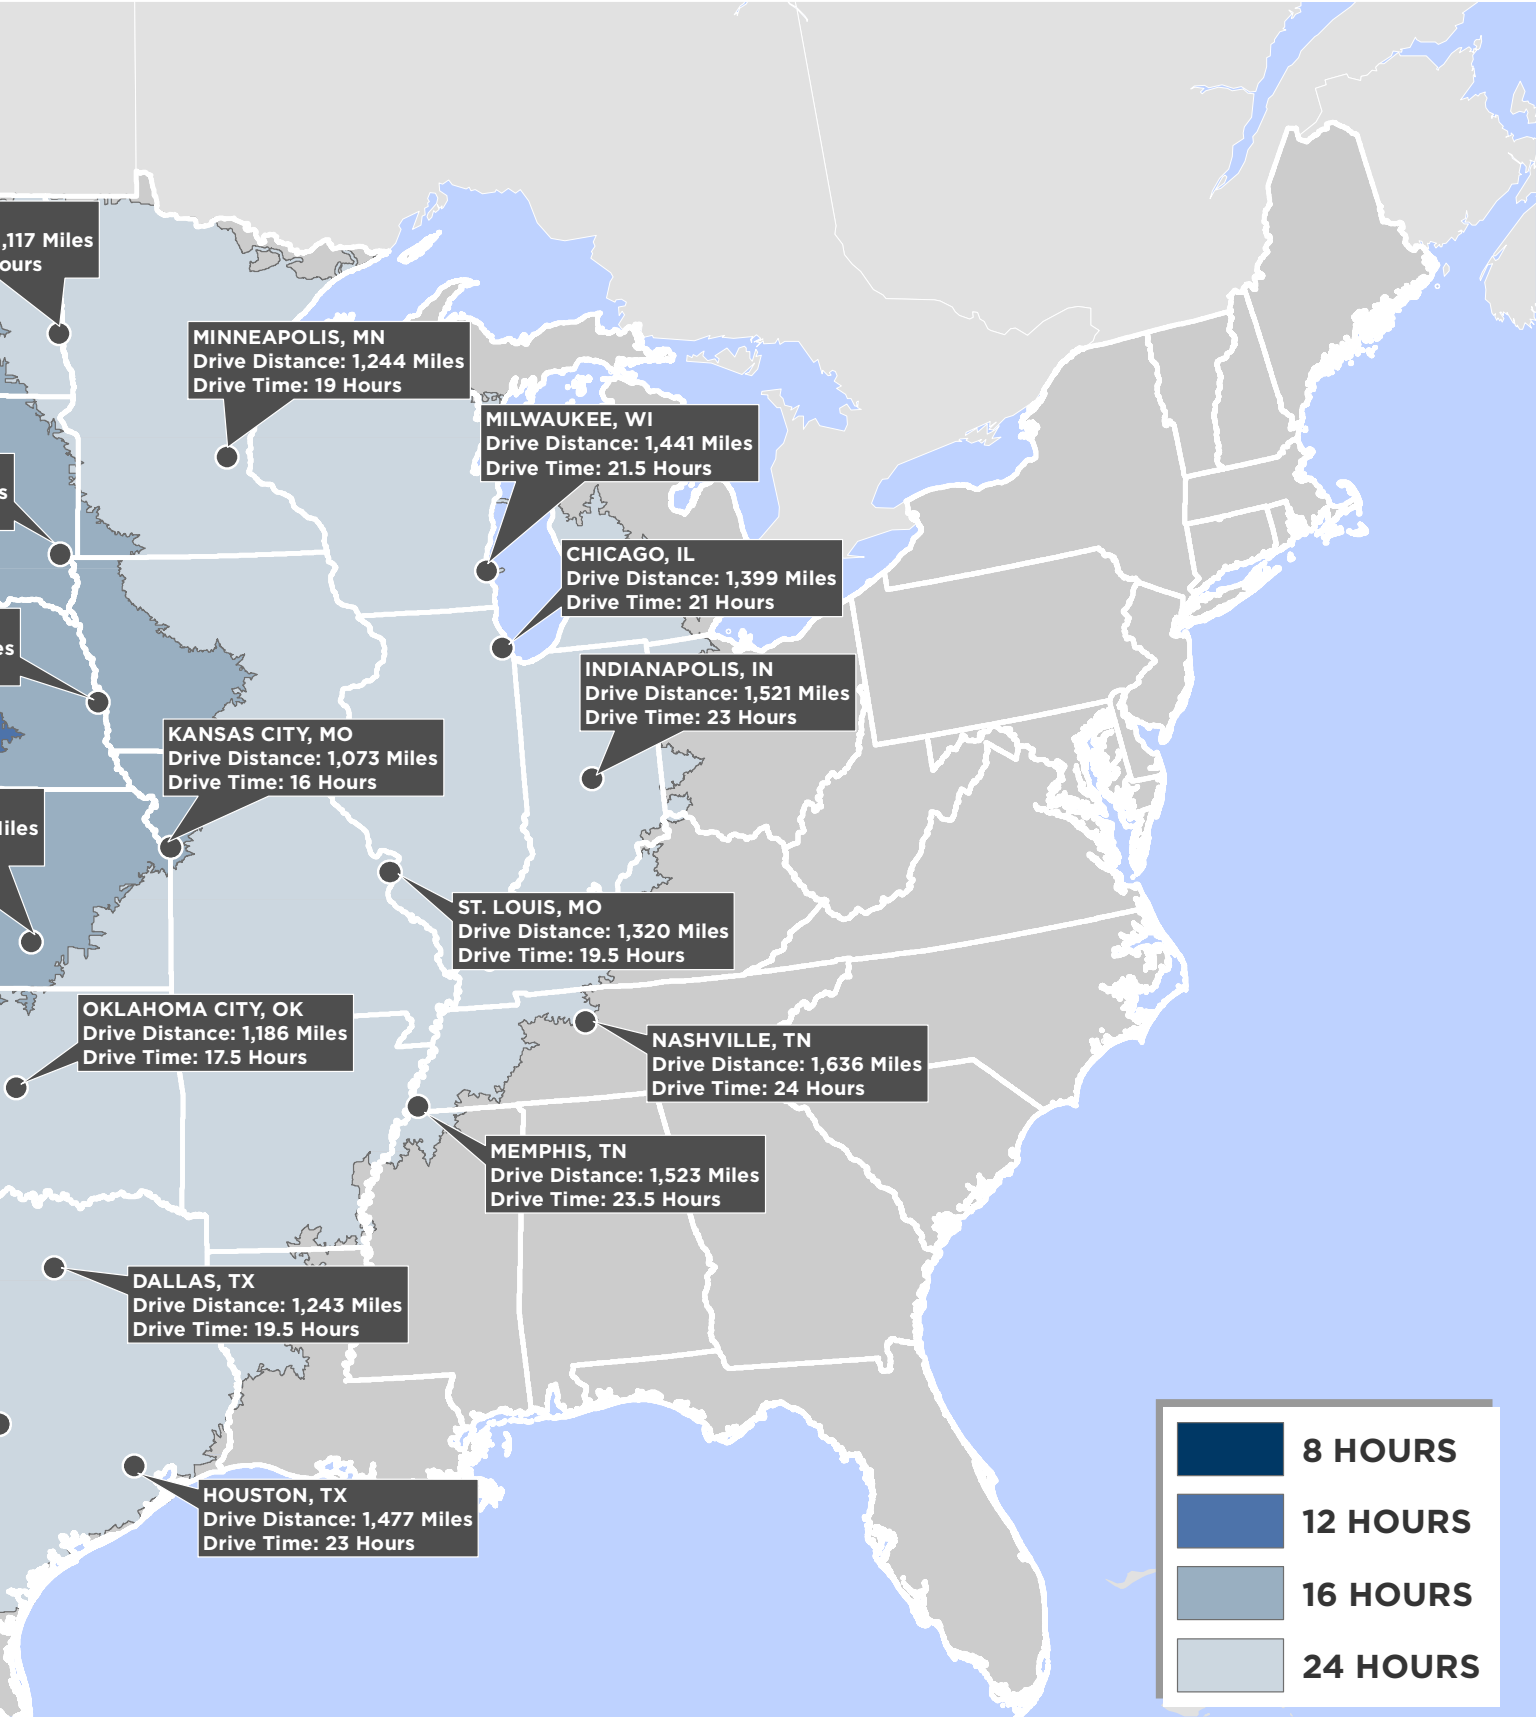 ,117 Miles
ours
MINNEAPOLIS, MN
Drive Distance: 1,244 Miles
Drive Time: 19 Hours
MILWAUKEE, WI
Drive Distance: 1,441 Miles
Drive Time: 21.5 Hours
s
CHICAGO, IL
Drive Distance: 1,399 Miles
Drive Time: 21 Hours
es
INDIANAPOLIS, IN
Drive Distance: 1,521 Miles
Drive Time: 23 Hours
KANSAS CITY, MO
Drive Distance: 1,073 Miles
Drive Time: 16 Hours
iles
ST. LOUIS, MO
Drive Distance: 1,320 Miles
Drive Time: 19.5 Hours
OKLAHOMA CITY, OK
Drive Distance: 1,186 Miles
Drive Time: 17.5 Hours
NASHVILLE, TN
Drive Distance: 1,636 Miles
Drive Time: 24 Hours
MEMPHIS, TN
Drive Distance: 1,523 Miles
Drive Time: 23.5 Hours
DALLAS, TX
Drive Distance: 1,243 Miles
Drive Time: 19.5 Hours
HOUSTON, TX
Drive Distance: 1,477 Miles
Drive Time: 23 Hours
8 HOURS
12 HOURS
16 HOURS
24 HOURS